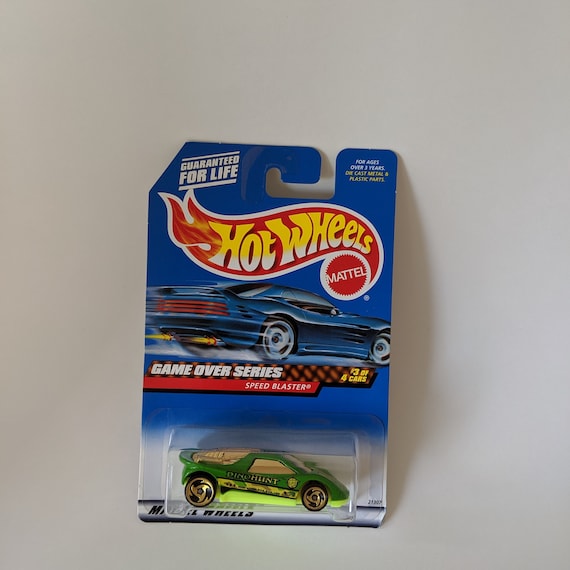 GUARANTEED
FOR LIFE
FOR AGES
OVER 3 YEARS.
DIE CAST METAL &
PLASTIC PARTS.
HOT WHEELS
MATTEL
®
GAME OVER SERIES
#3 OF
4 CARS
SPEED BLASTER®
WHEELS